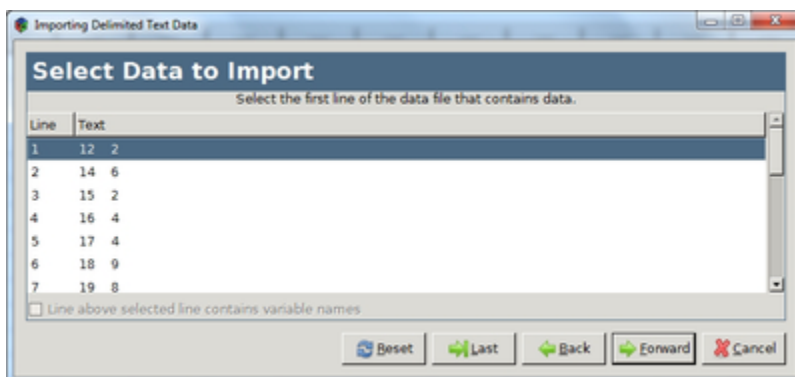 Importing Delimited Text Data
Select Data to Import
Select the first line of the data file that contains data.
Line Text
1 12 2
2 14 6
3 15 2
4 16 4
5 17 4
6 18 9
7 19 8
Line above selected line contains variable names
Reset Last Back Forward Cancel